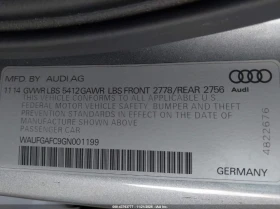 MFD BY AUDI AG
11 14 GVWR LBS 5412 GAWR LBS FRONT 2778/REAR 2756
THIS VEHICLE CONFORMS TO ALL APPLICABLE
FEDERAL MOTOR VEHICLE SAFETY, BUMPER AND THEFT
PREVENTION STANDARDS IN EFFECT ON THE
DATE OF MANUFACTURE SHOWN ABOVE
PASSENGER CAR
WAUFGAFC9GN001199
Audi
4822676
GERMANY